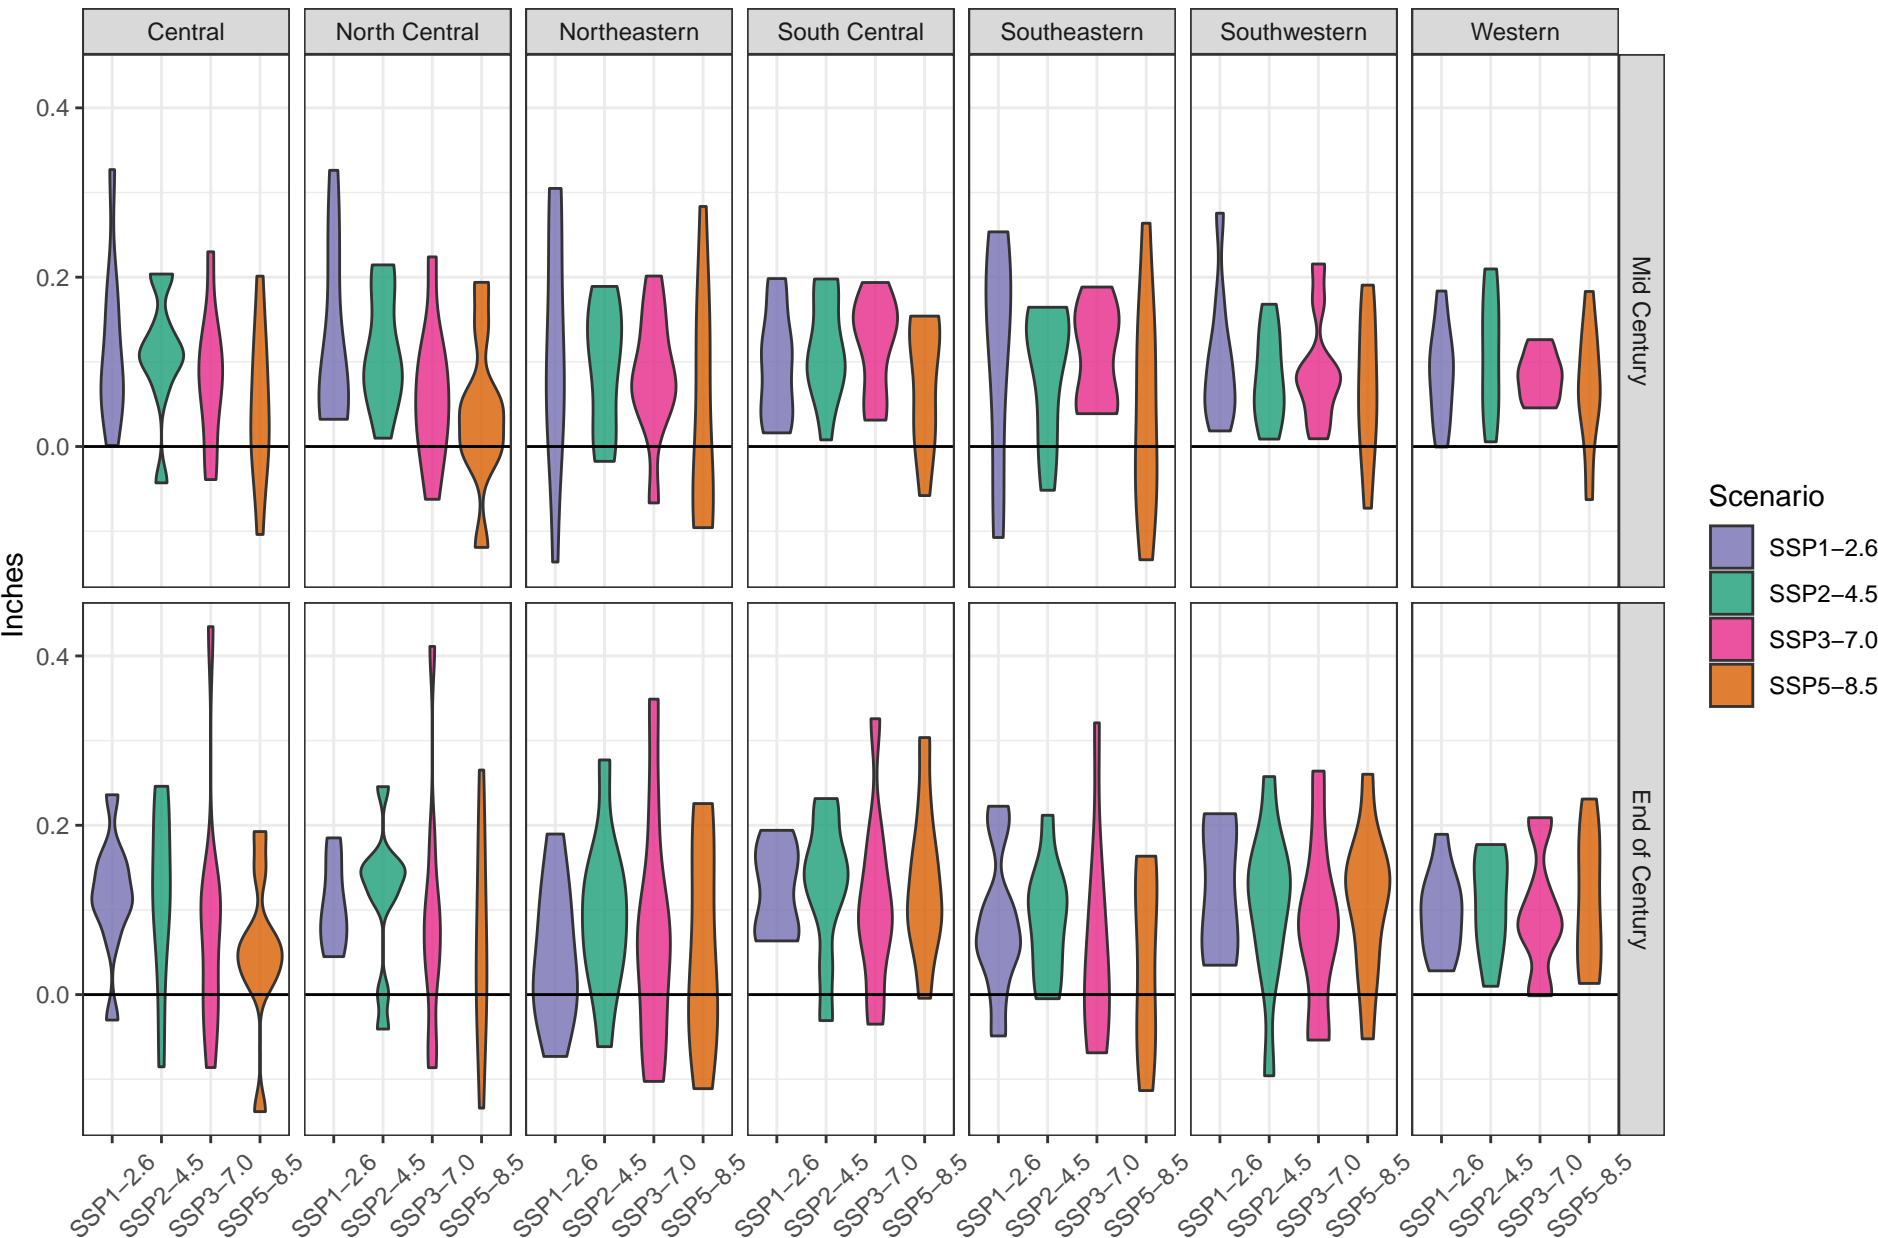 Central
North Central
Northeastern
South Central
Southeastern
Southwestern
Western
0.4
0.2
0.0
Mid Century
Inches
0.4
0.2
0.0
End of Century
SSP1−2.6
SSP2−4.5
SSP3−7.0
SSP5−8.5
SSP1−2.6
SSP2−4.5
SSP3−7.0
SSP5−8.5
SSP1−2.6
SSP2−4.5
SSP3−7.0
SSP5−8.5
SSP1−2.6
SSP2−4.5
SSP3−7.0
SSP5−8.5
SSP1−2.6
SSP2−4.5
SSP3−7.0
SSP5−8.5
SSP1−2.6
SSP2−4.5
SSP3−7.0
SSP5−8.5
SSP1−2.6
SSP2−4.5
SSP3−7.0
SSP5−8.5
Scenario
SSP1−2.6
SSP2−4.5
SSP3−7.0
SSP5−8.5